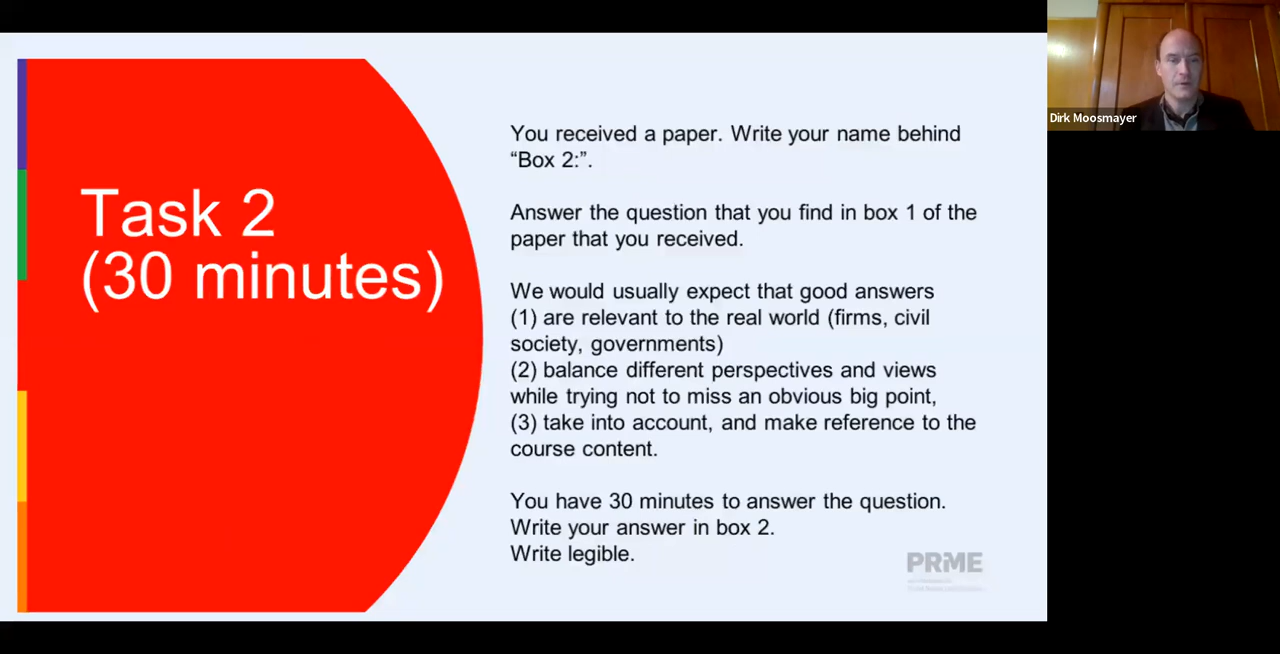 Task 2
(30 minutes)
You received a paper. Write your name behind
“Box 2:”.
Answer the question that you find in box 1 of the
paper that you received.
We would usually expect that good answers
(1) are relevant to the real world (firms, civil
society, governments)
(2) balance different perspectives and views
while trying not to miss an obvious big point,
(3) take into account, and make reference to the
course content.
You have 30 minutes to answer the question.
Write your answer in box 2.
Write legible.
PRME
Dirk Moosmayer